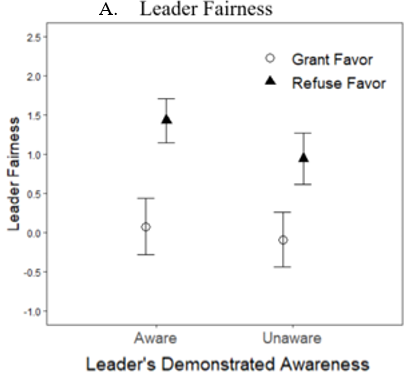 A. Leader Fairness
Grant Favor
Refuse Favor
Leader Fairness
2.5
2.0
1.5
1.0
0.5
0.0
-0.5
-1.0
Aware Unaware
Leader's Demonstrated Awareness